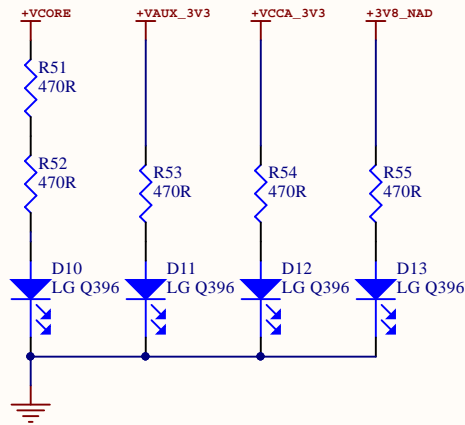 +VCORE
+VAUX_3V3
+VCCA_3V3
+3V8_NAD
R51
470R
R52
470R
R53
470R
R54
470R
R55
470R
D10
LG Q396
D11
LG Q396
D12
LG Q396
D13
LG Q396